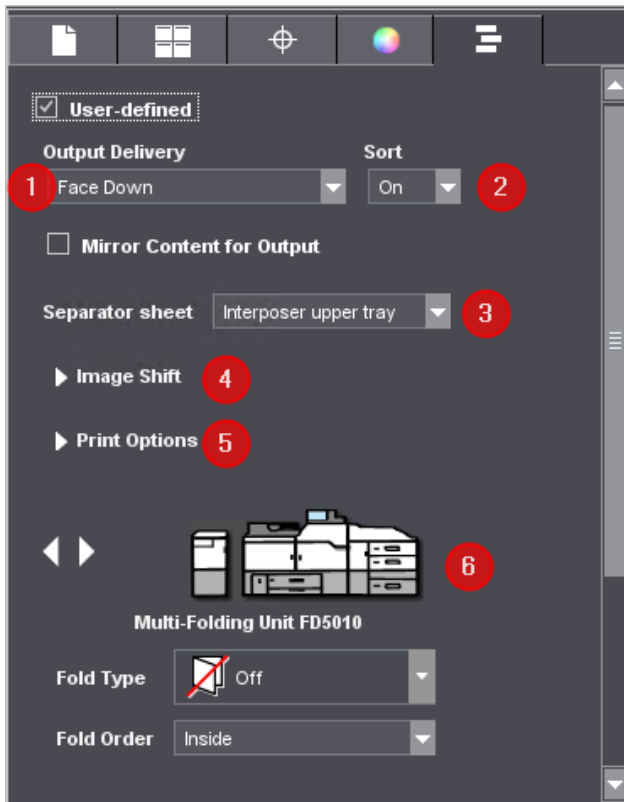 User-defined
Output Delivery Sort
1 Face Down On 2
Mirror Content for Output
Separator sheet Interposer upper tray 3
Image Shift 4
Print Options 5
6
Multi-Folding Unit FD5010
Fold Type Off
Fold Order Inside